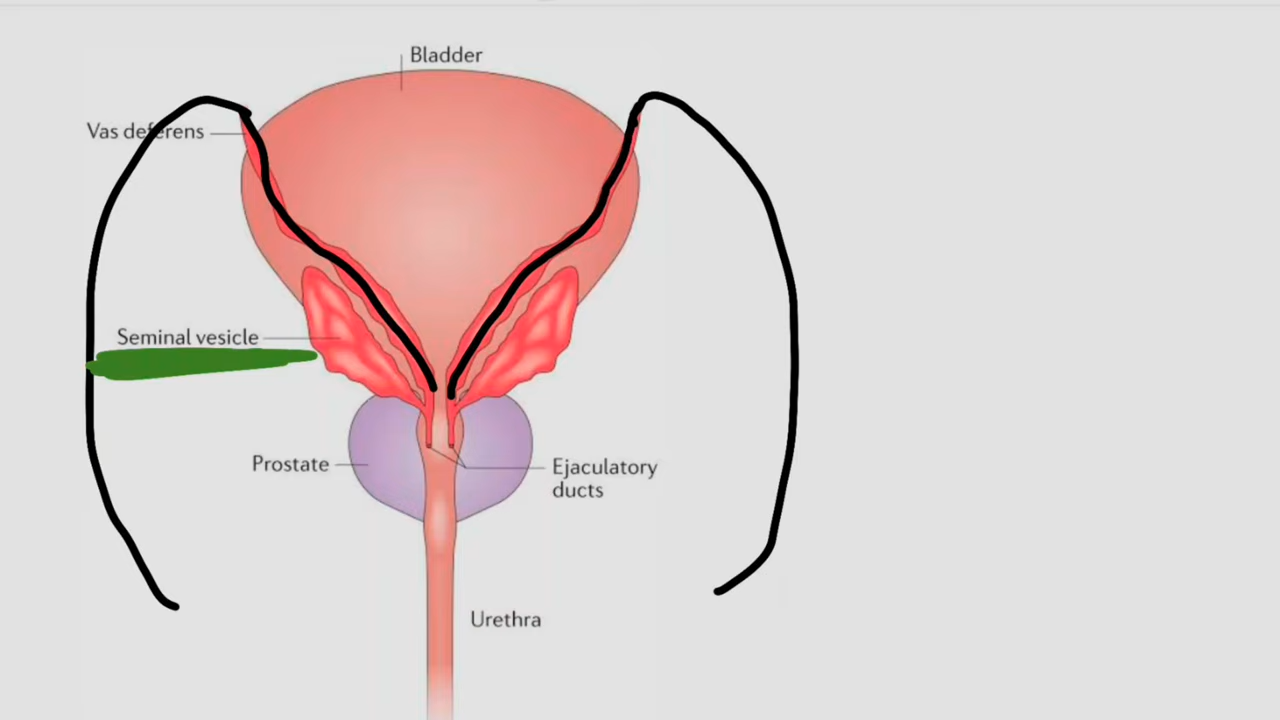 Bladder
Vas deferens
Seminal vesicle
Prostate
Ejaculatory
ducts
Urethra